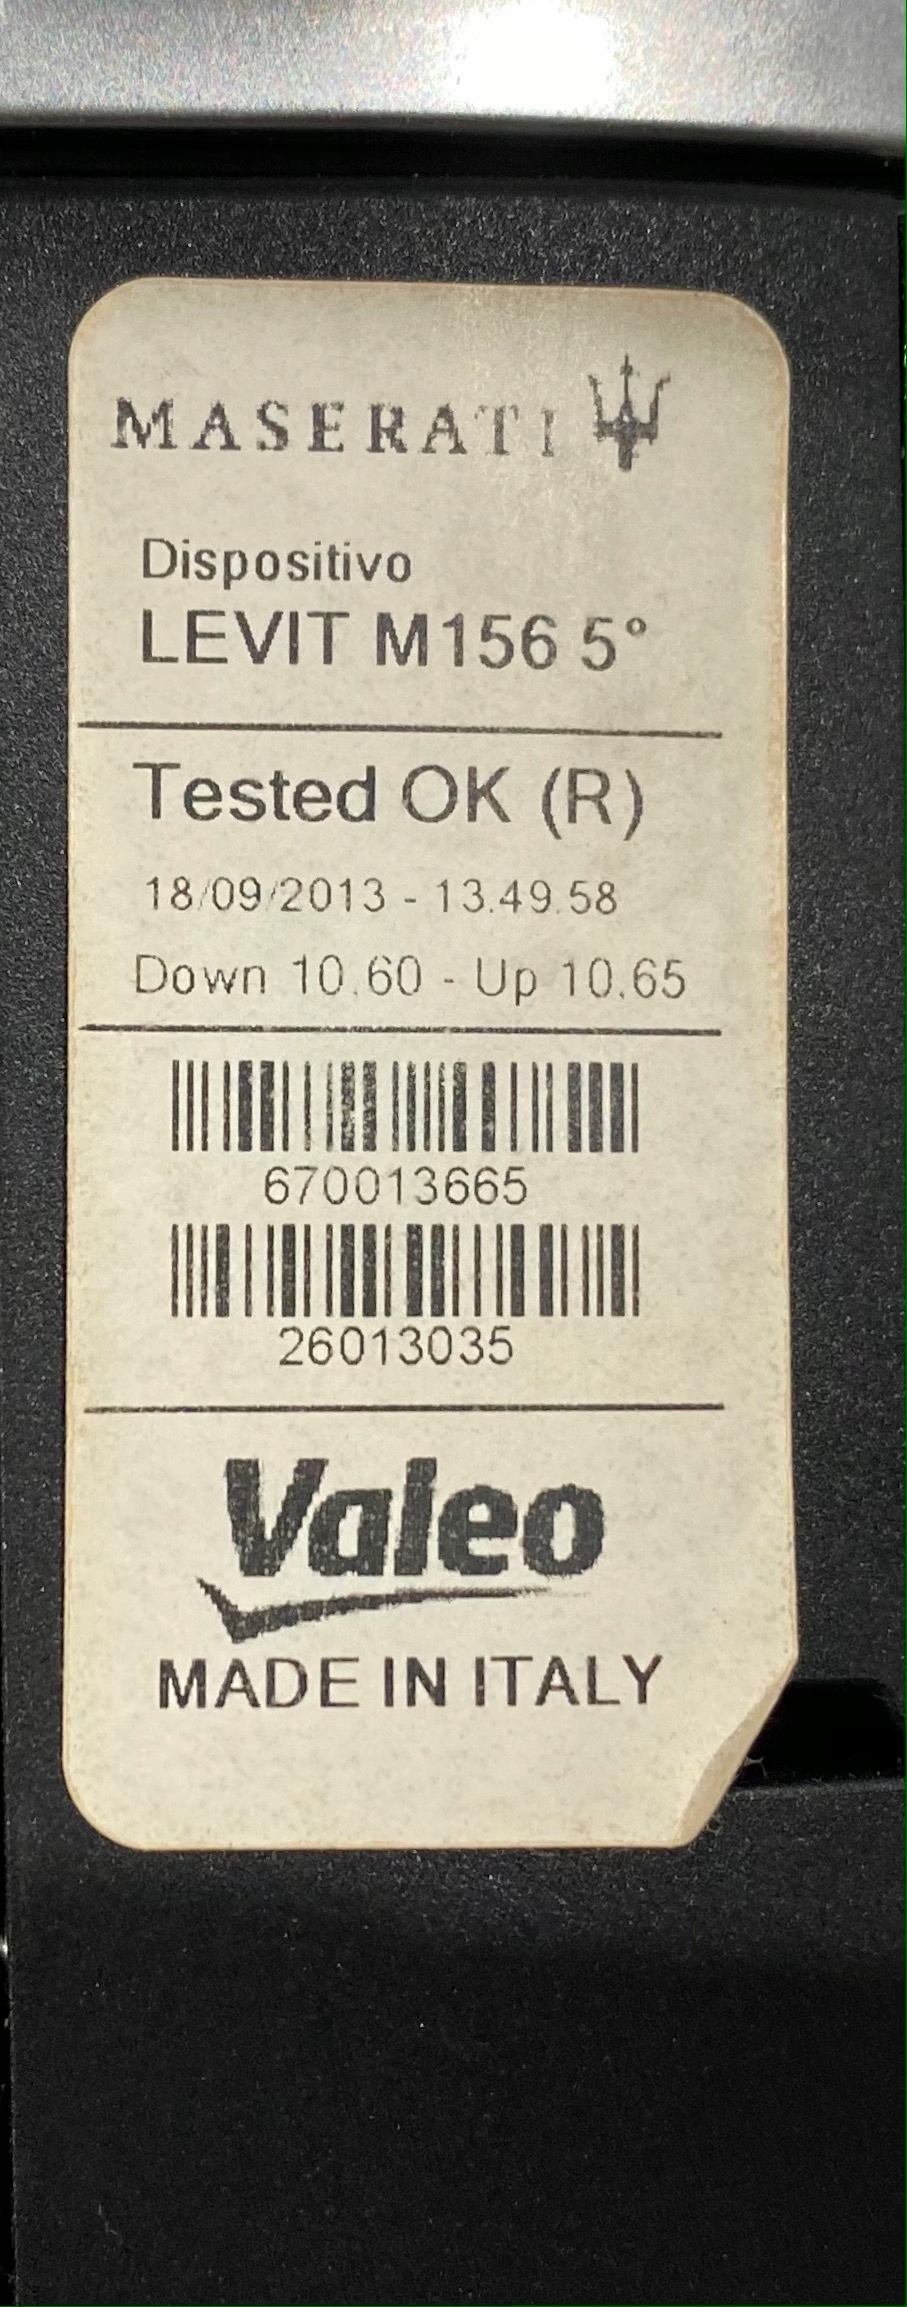 MASERATI
Dispositivo
LEVIT M156 5°
Tested OK (R)
18/09/2013 - 13.49.58
Down 10.60 - Up 10.65
670013665
26013035
Valeo
MADE IN ITALY